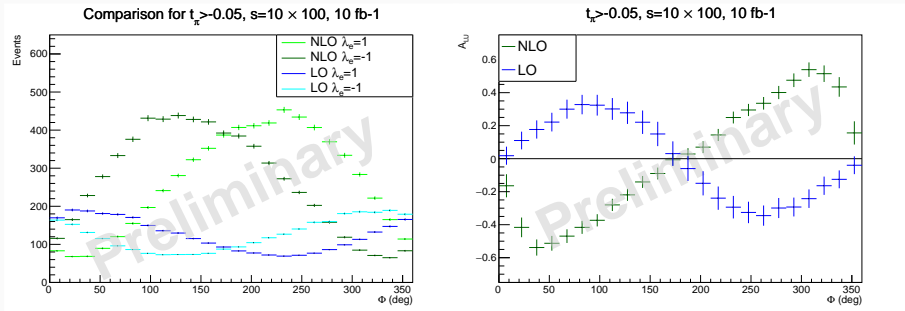 Comparison for tπ>-0.05, s=10 × 100, 10 fb-1
Events
NLO λe=1
NLO λe=-1
LO λe=1
LO λe=-1
600
500
400
300
200
100
0
0 50 100 150 200 250 300 350
Φ (deg)
Preliminary
tπ>-0.05, s=10 × 100, 10 fb-1
ALU
NLO
LO
0.6
0.4
0.2
0
−0.2
−0.4
−0.6
0 50 100 150 200 250 300 350
Φ (deg)
Preliminary